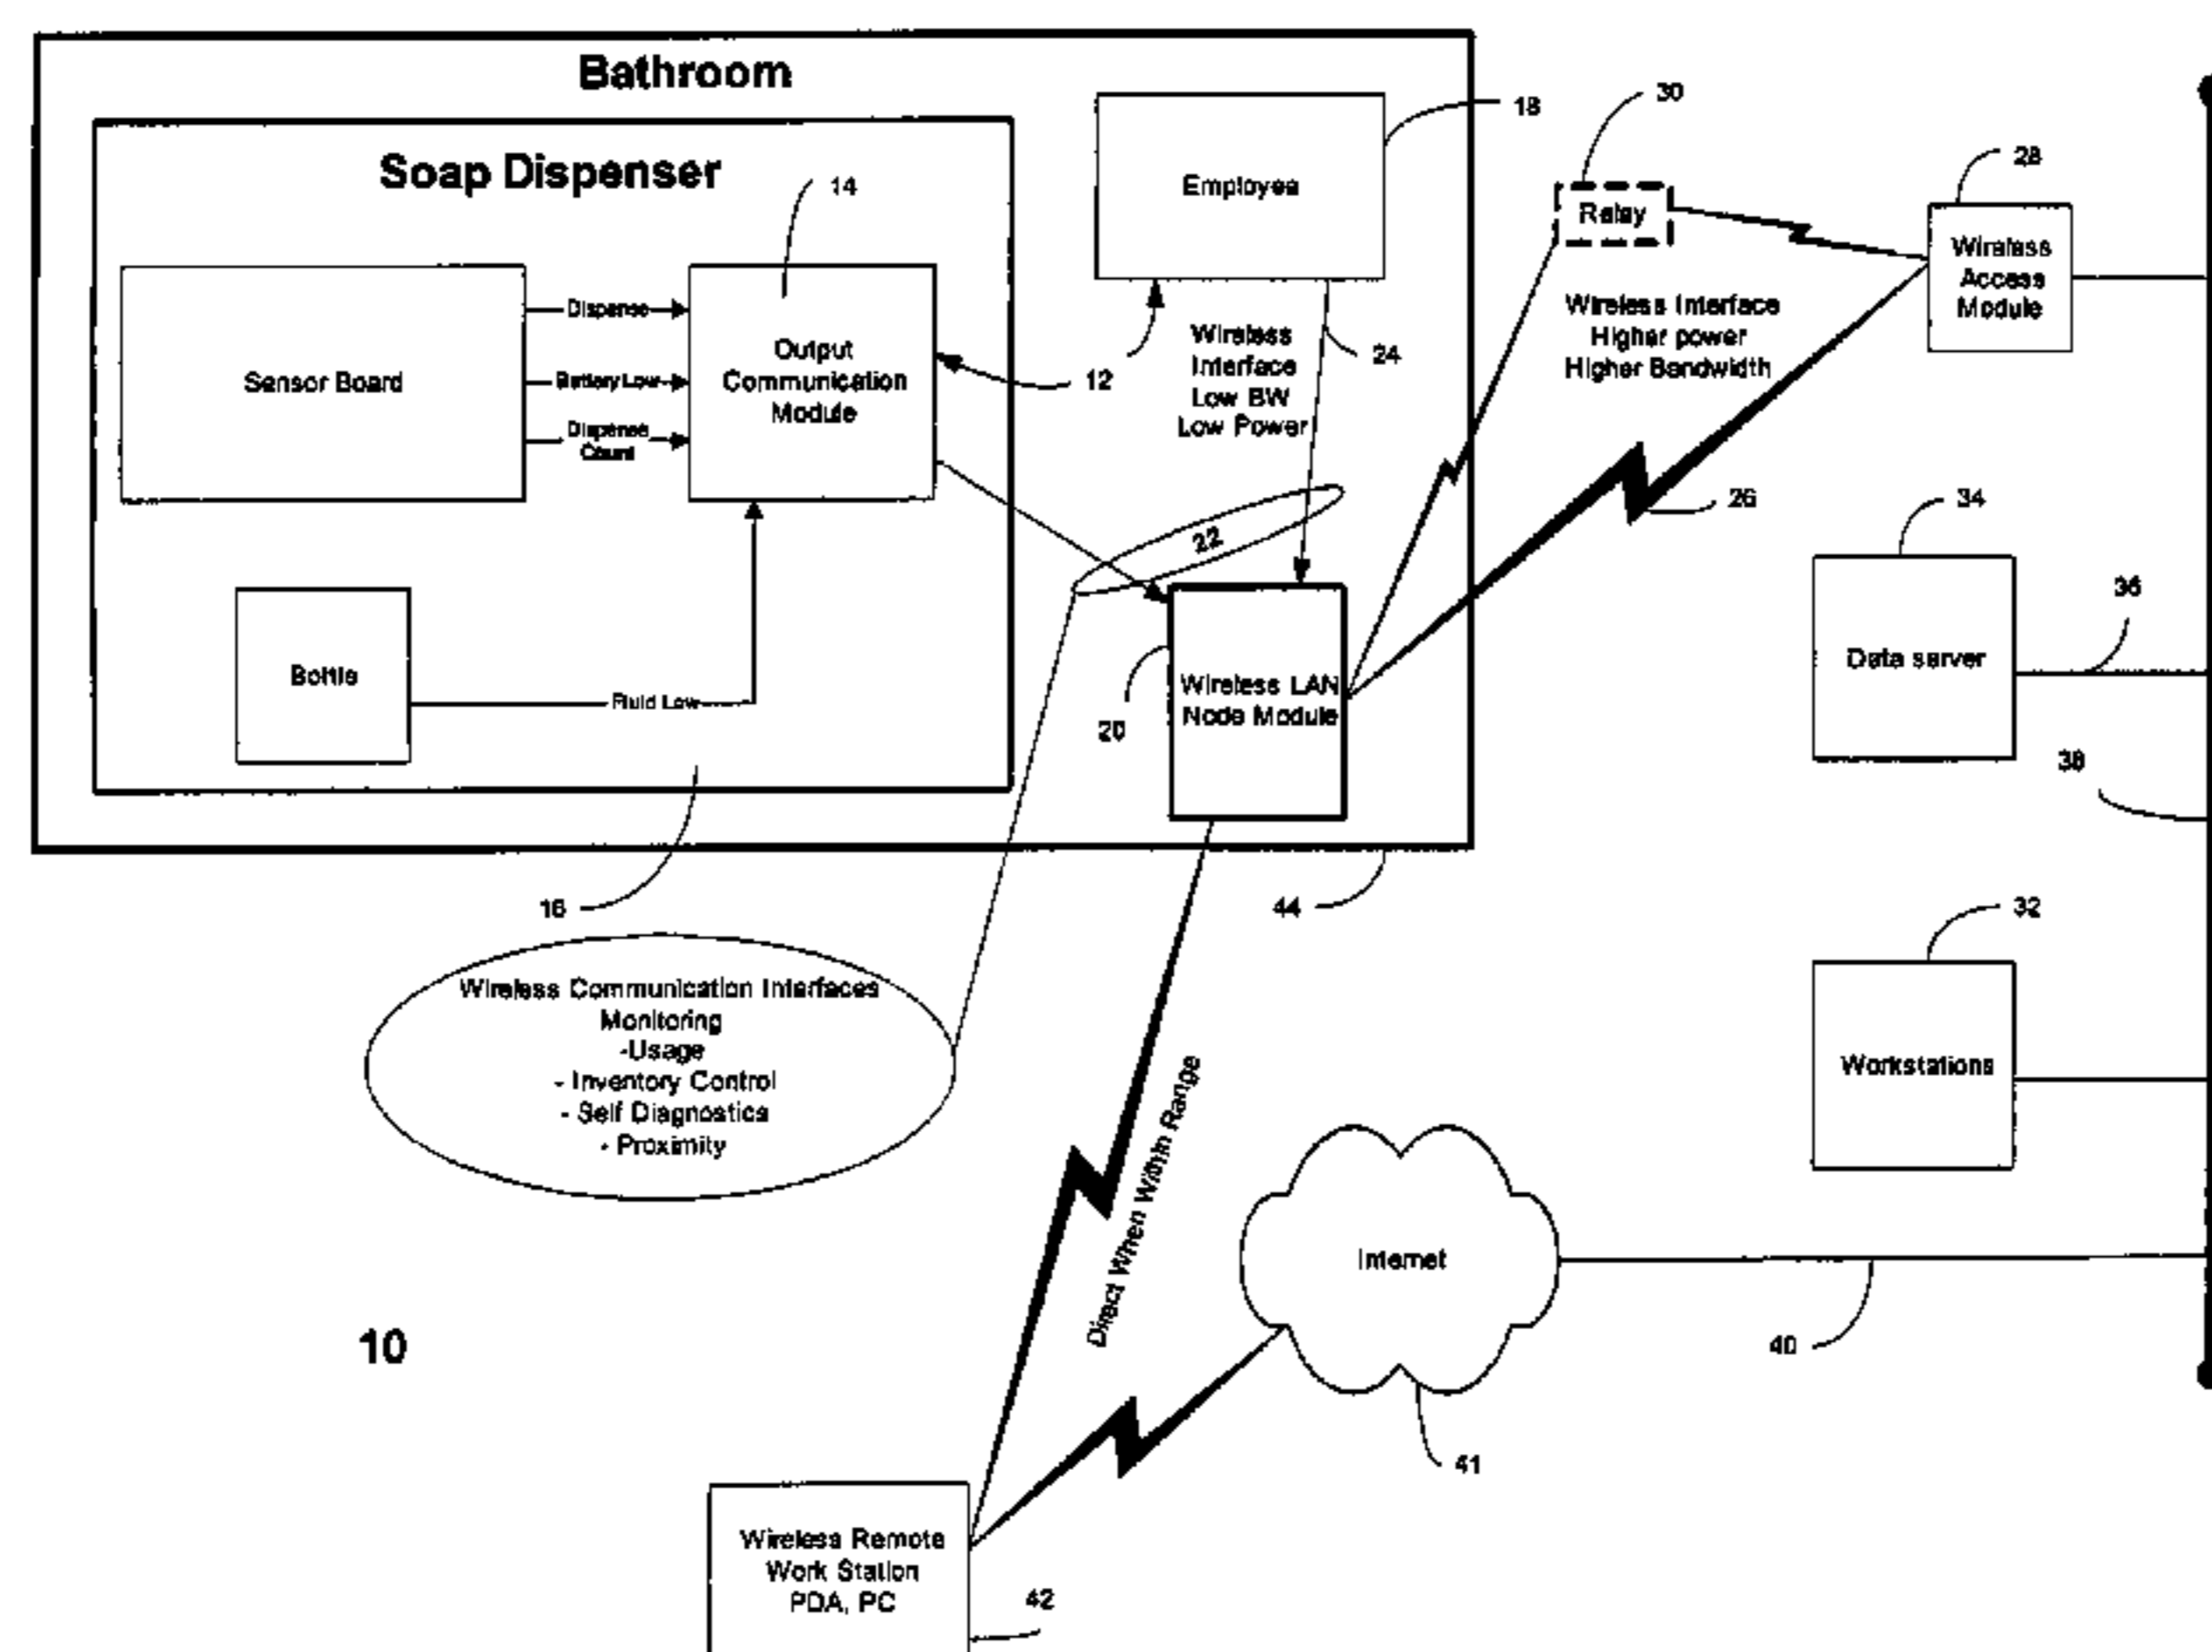 Bathroom
Soap Dispenser
14
Sensor Board
Dispense
Battery Low
Dispense
Count
Output
Communication
Module
Bottle
Fluid Low
Employee
18
12
Wireless
Interface
Low BW
Low Power
24
22
20
Wireless LAN
Node Module
30
Relay
28
Wireless
Access
Module
Wireless Interface
Higher power
Higher Bandwidth
26
34
Data server
36
38
16
44
32
Workstations
Wireless Communication Interfaces
Monitoring
-Usage
- Inventory Control
- Self Diagnostics
- Proximity
Direct When Within Range
Internet
40
41
10
Wireless Remote
Work Station
PDA, PC
42